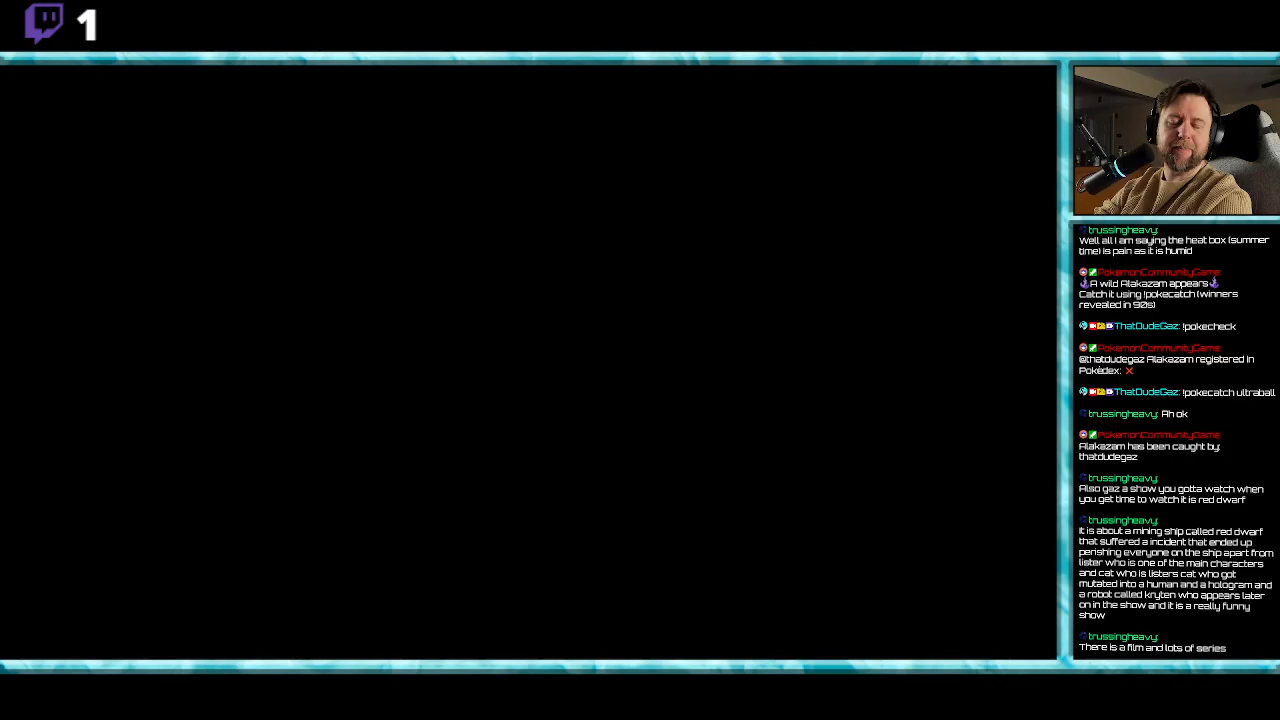 1
trussingheavy:
Well all I am saying the heat box (summer
time) is pain as it is humid
PokemonCommunityGame:
A wild Alakazam appears
Catch it using !pokecatch (winners
revealed in 90s)
ThatDudeGaz: !pokecheck
PokemonCommunityGame:
@thatdudegaz Alakazam registered in
Pokédex: ❌
ThatDudeGaz: !pokecatch ultraball
trussingheavy: Ah ok
PokemonCommunityGame:
Alakazam has been caught by:
thatdudegaz
trussingheavy:
Also gaz a show you gotta watch when
you get time to watch it is red dwarf
trussingheavy:
It is about a mining ship called red dwarf
that suffered a incident that ended up
perishing everyone on the ship apart from
lister who is one of the main characters
and cat who is listers cat who got
mutated into a human and a hologram and
a robot called kryten who appears later
on in the show and it is a really funny
show
trussingheavy:
There is a film and lots of series